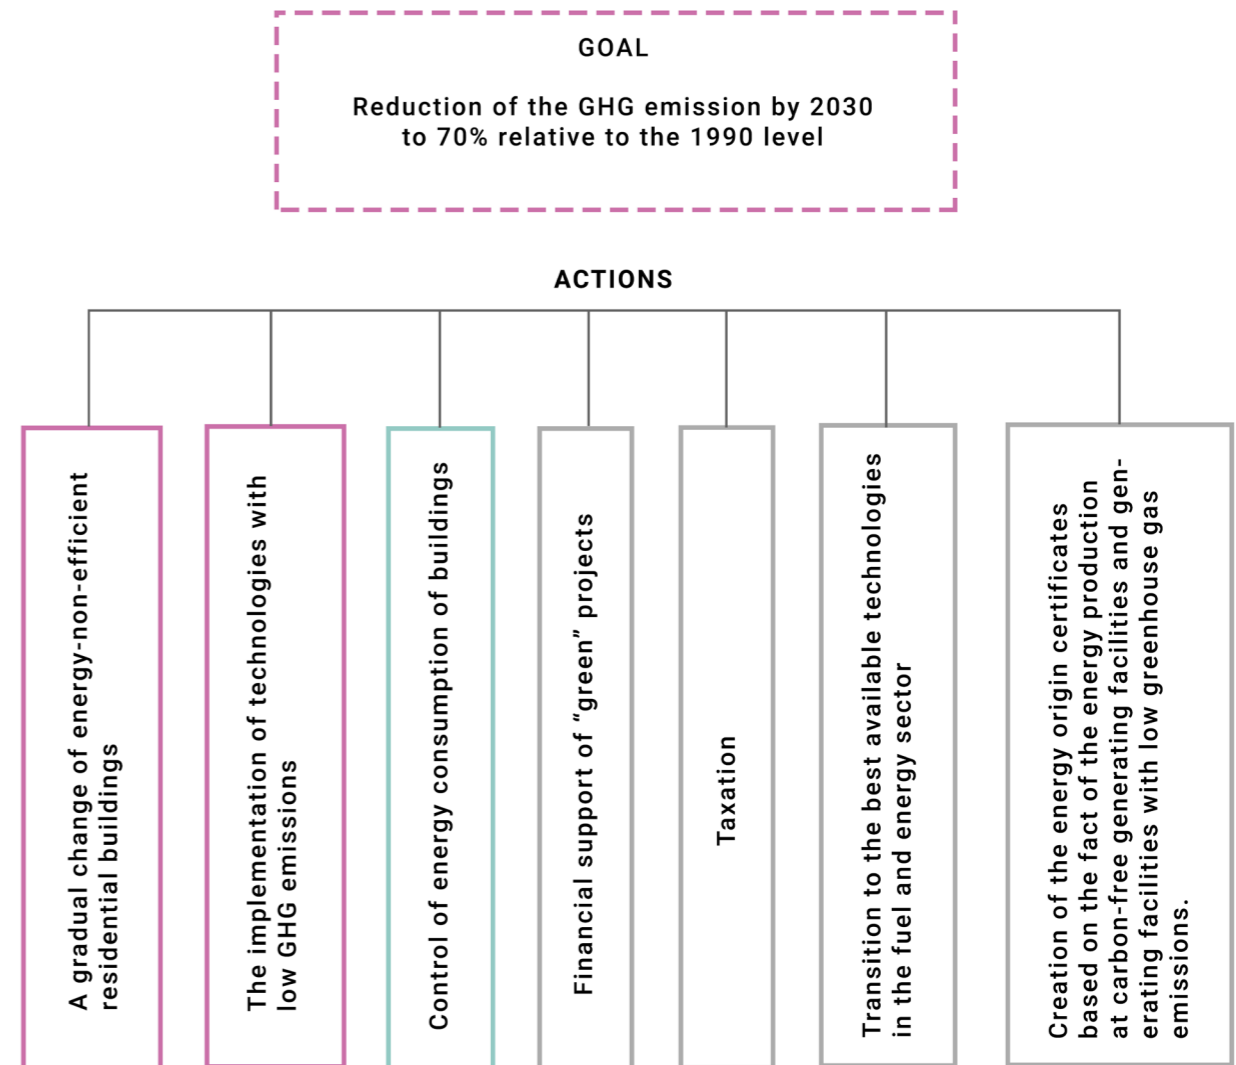 GOAL
Reduction of the GHG emission by 2030
to 70% relative to the 1990 level
ACTIONS
A gradual change of energy-non-efficient
residential buildings
The implementation of technologies with
low GHG emissions
Control of energy consumption of buildings
Financial support of “green” projects
Taxation
Transition to the best available technologies
in the fuel and energy sector
Creation of the energy origin certificates
based on the fact of the energy production
at carbon-free generating facilities and gen-
erating facilities with low greenhouse gas
emissions.